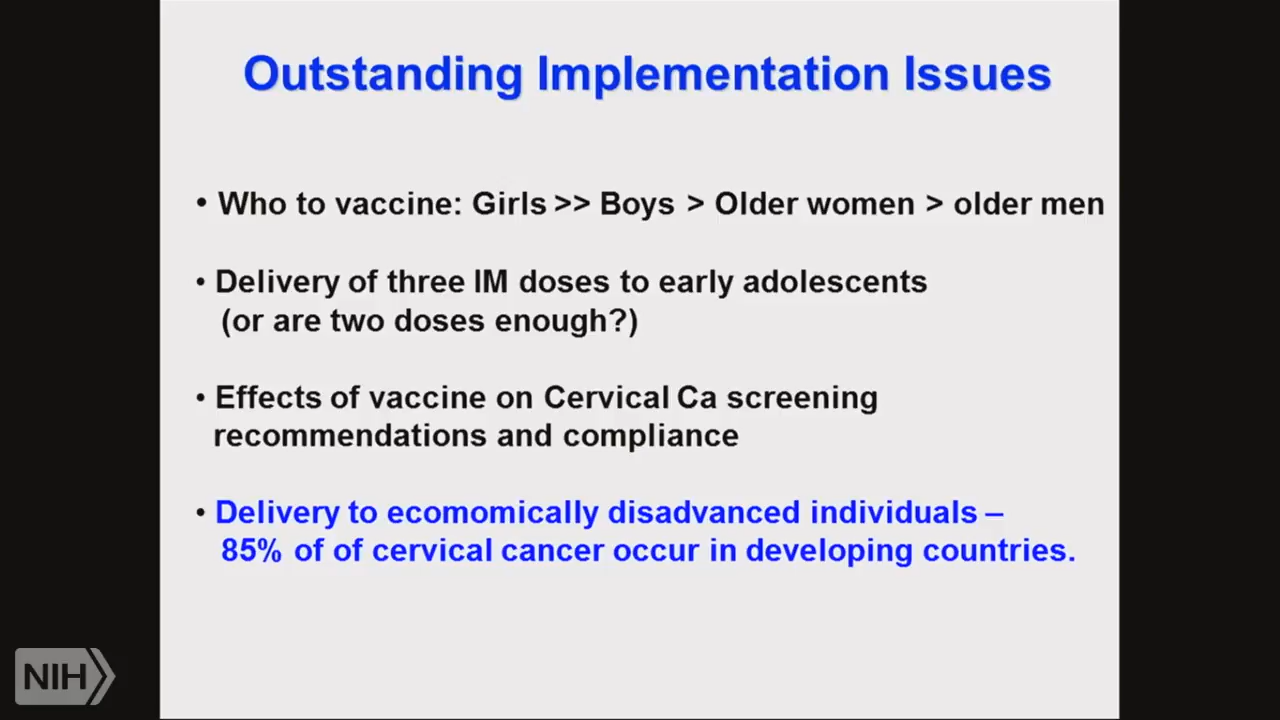 Outstanding Implementation Issues
• Who to vaccine: Girls >> Boys > Older women > older men
• Delivery of three IM doses to early adolescents
(or are two doses enough?)
• Effects of vaccine on Cervical Ca screening
recommendations and compliance
• Delivery to ecomomically disadvanced individuals –
85% of of cervical cancer occur in developing countries.
NIH